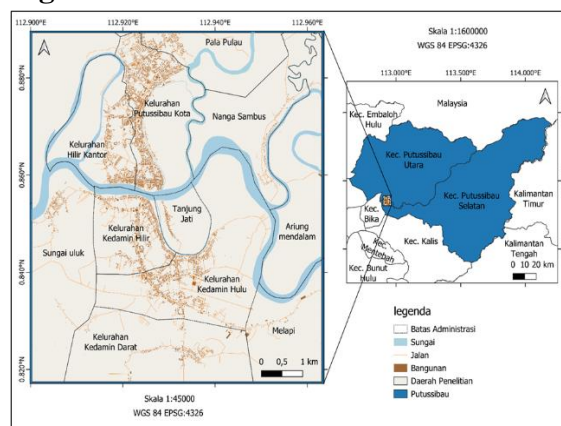 112.900°E 112.920°E 112.940°E 112.960°E
0.880°N
0.860°N
0.840°N
0.820°N
Pala Pulau
Kelurahan
Putussibau Kota
Nanga Sambus
Kelurahan
Hilir Kantor
Tanjung
Jati
Kelurahan
Kedamin Hilir
Ariung
mendalam
Sungai uluk
Kelurahan
Kedamin Hulu
Melapi
Kelurahan
Kedamin Darat
0 0,5 1 km
Skala 1:45000
WGS 84 EPSG:4326
Skala 1:1600000
WGS 84 EPSG:4326
113.000°E 113.500°E 114.000°E
Malaysia
Kec. Embaloh
Hulu
Kec. Putussibau
Utara
Kec. Putussibau
Selatan
Kalimantan
Timur
Kec.
Bika
Kec. Kalis
Kec.
Mentebah
Kec. Bunut
Hulu
Kalimantan
Tengah
0 10 20 km
legenda
Batas Administrasi
Sungai
Jalan
Bangunan
Daerah Penelitian
Putussibau